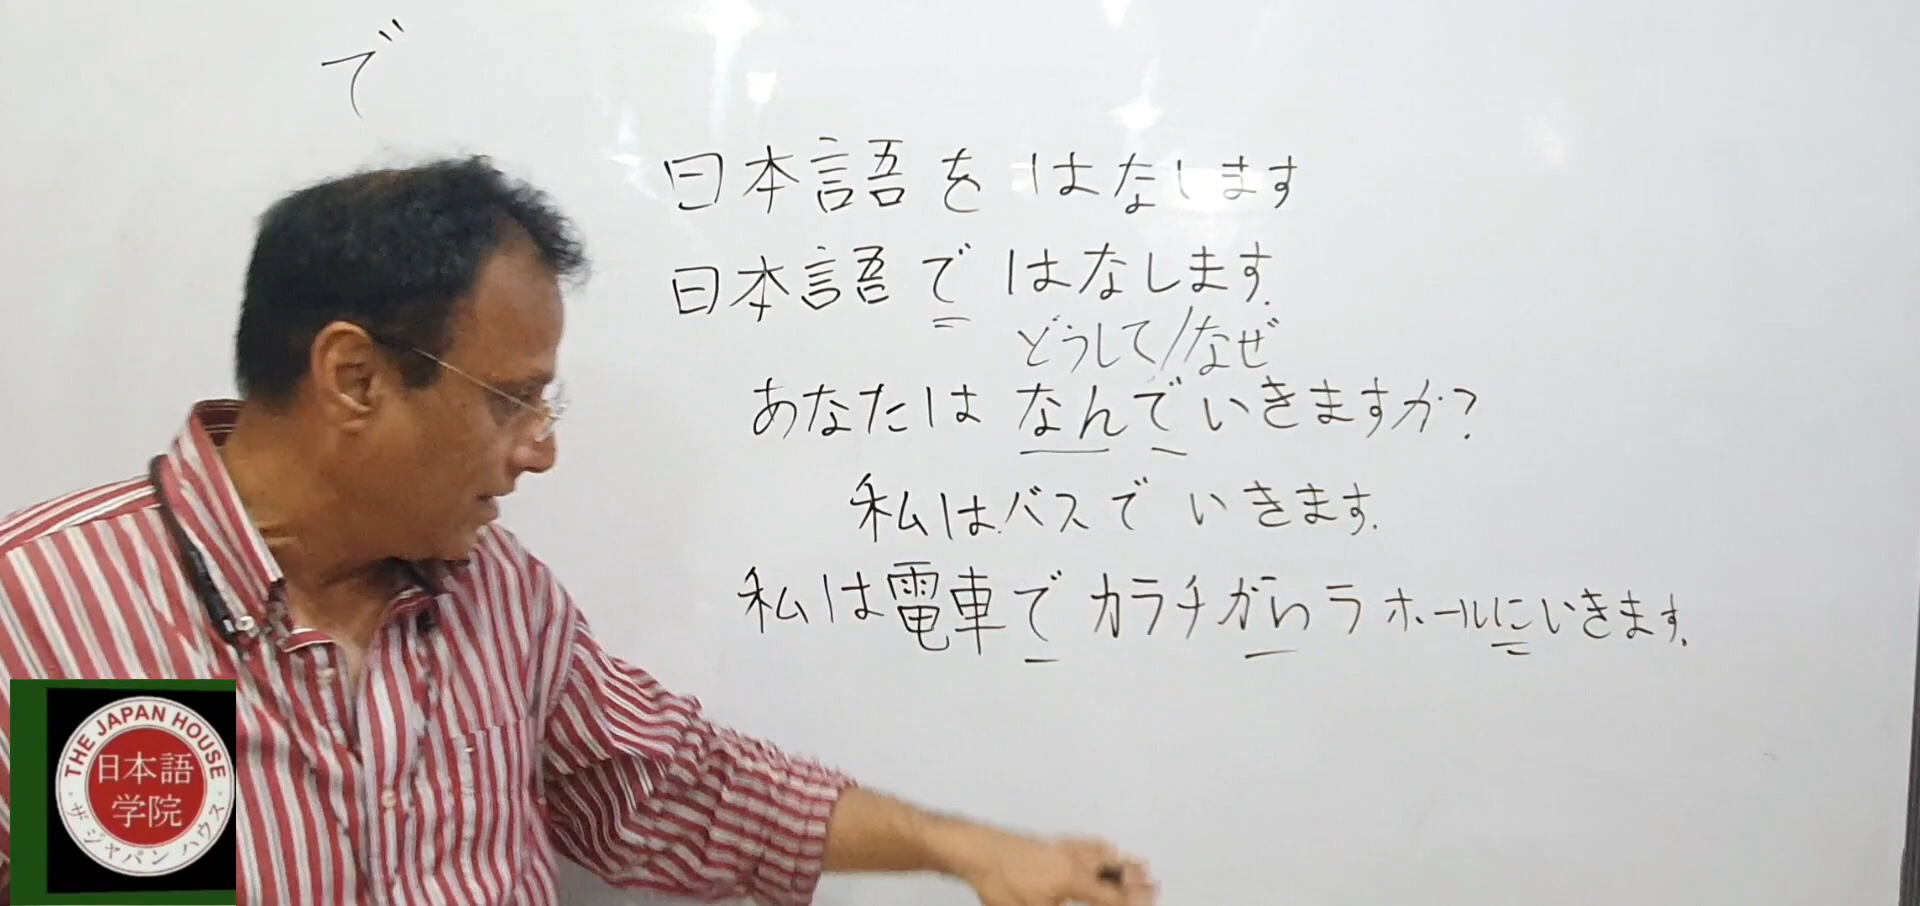 で
日本語をはなします
日本語ではなします.
どうして/なぜ
あなたはなんでいきますか?
私はバスでいきます.
私は電車でカラチからラホールにいきます.
THE JAPAN HOUSE
日本語
学院
ザ ジャパン ハウス